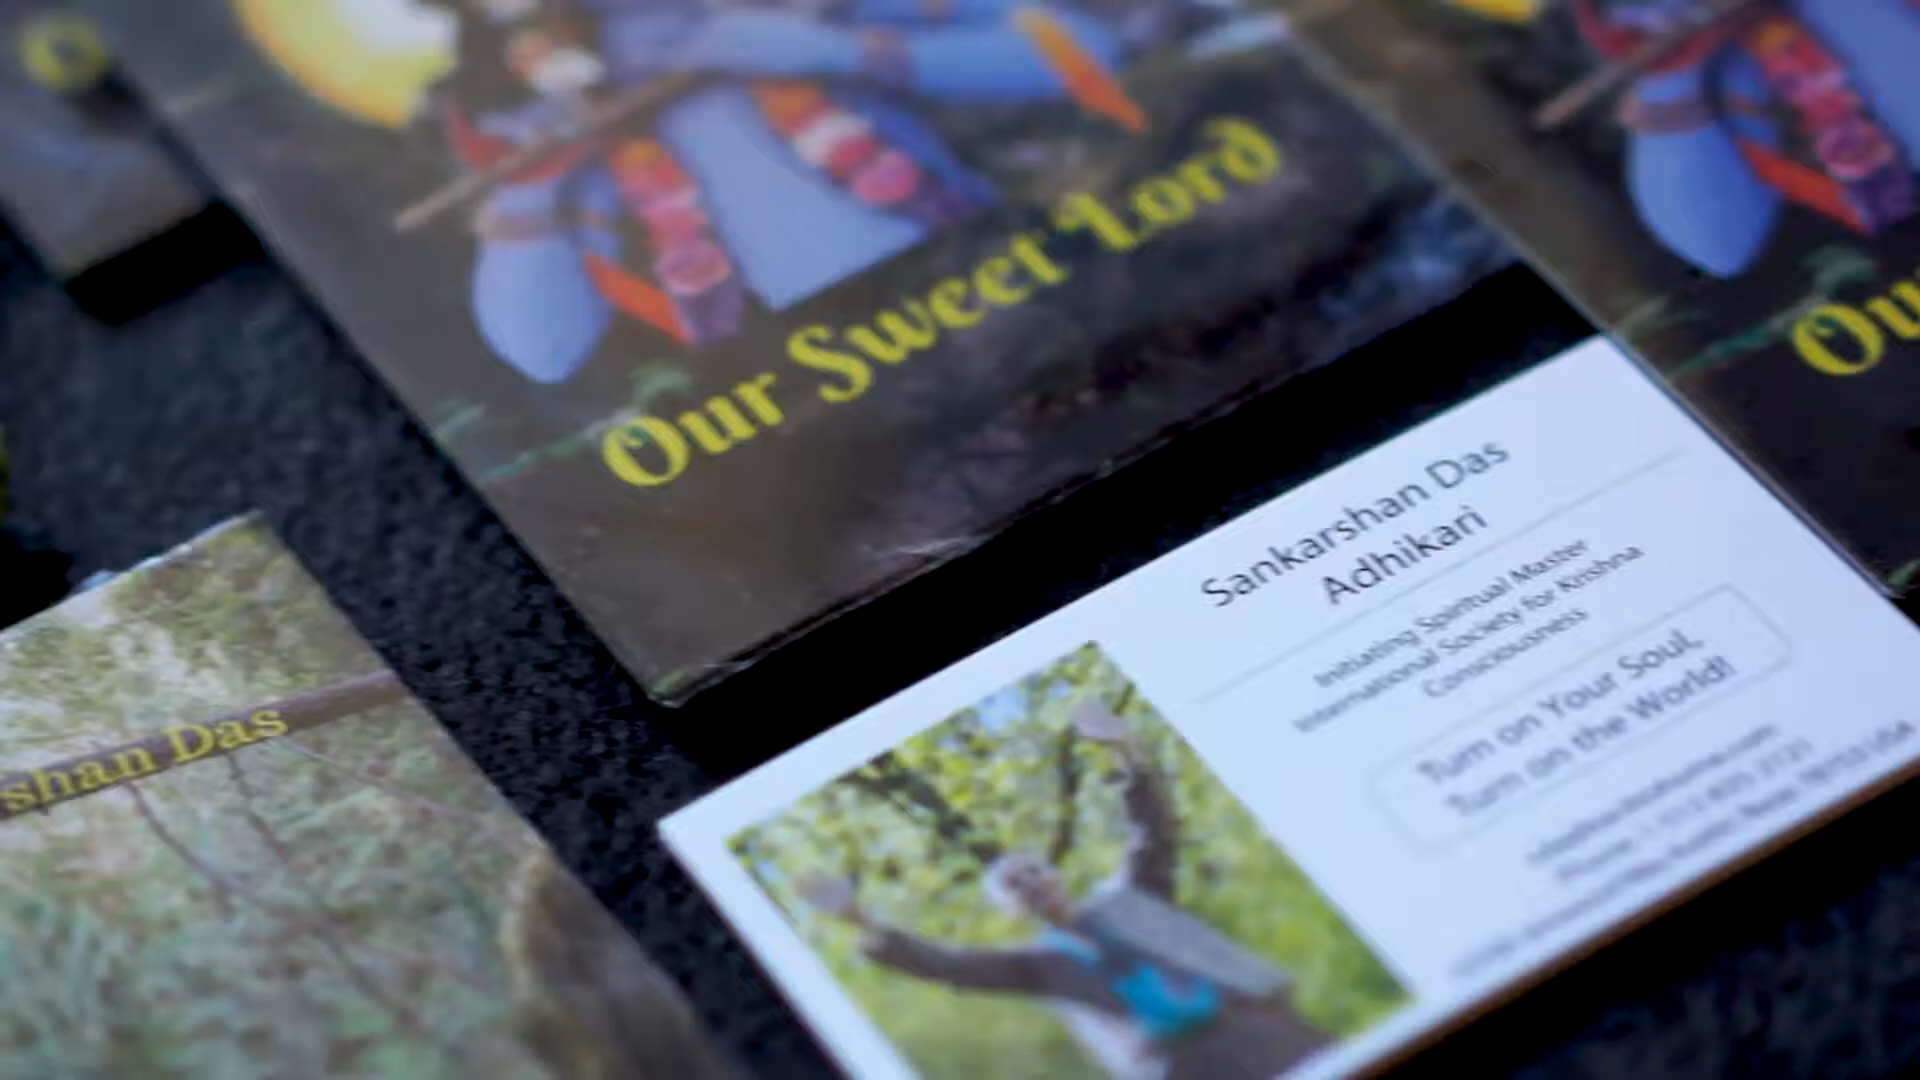 Our Sweet Lord
Ou
shan Das
Sankarshan Das
Adhikari
Initiating Spiritual Master
International Society for Krishna
Consciousness
Turn on Your Soul,
Turn on the World!